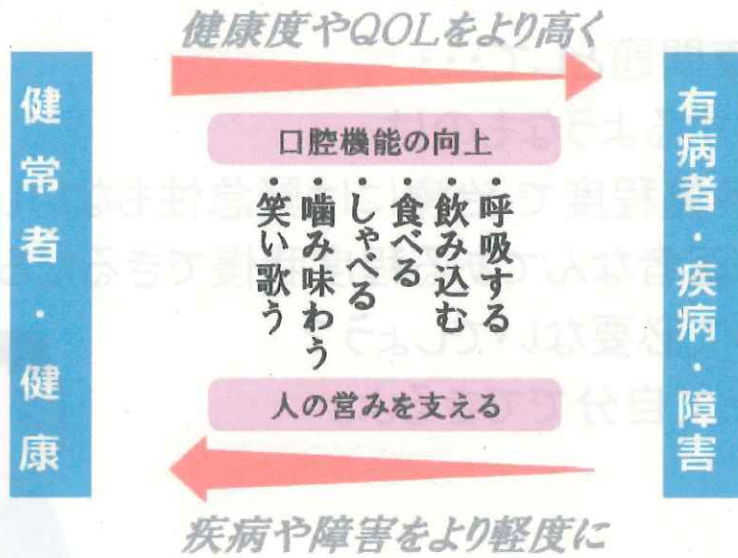 健康度やQOLをより高く
健常者・健康
口腔機能の向上
・呼吸する
・飲み込む
・食べる
・しゃべる
・噛み味わう
・笑い歌う
人の営みを支える
有病者・疾病・障害
疾病や障害をより軽度に